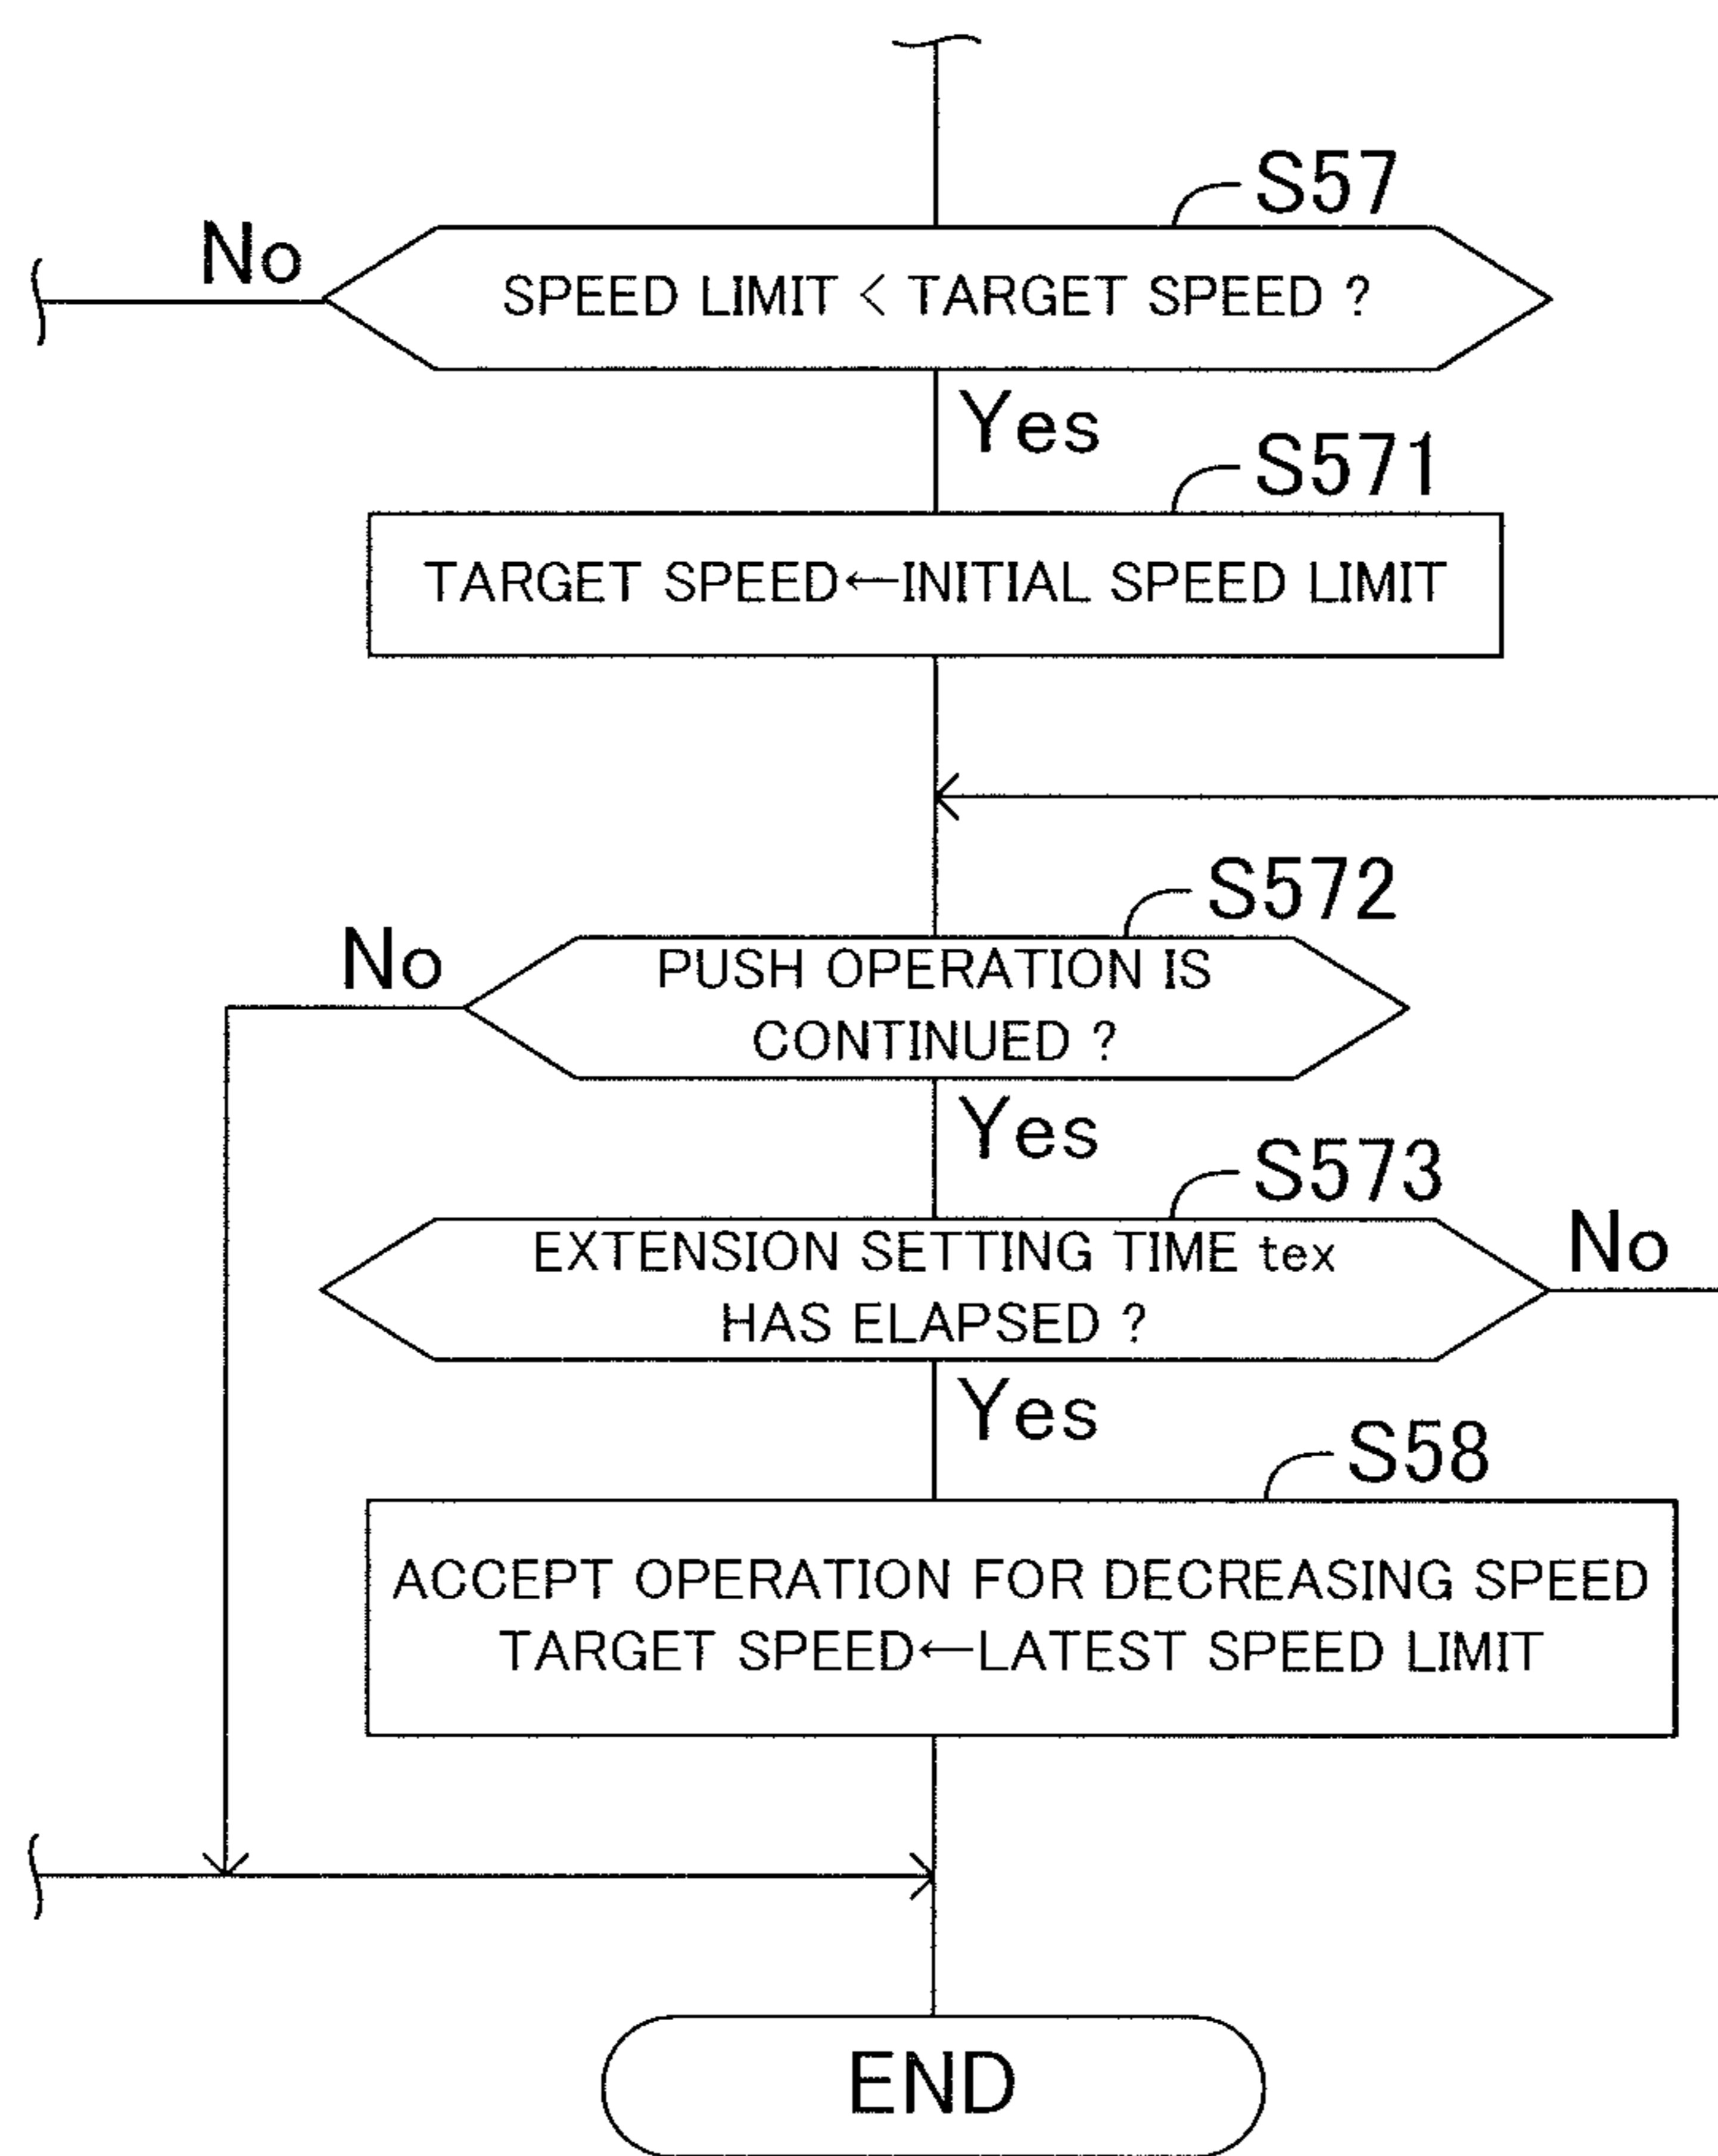 S57
No
SPEED LIMIT < TARGET SPEED ?
Yes
S571
TARGET SPEED←INITIAL SPEED LIMIT
S572
No
PUSH OPERATION IS
CONTINUED ?
Yes
S573
EXTENSION SETTING TIME tex
HAS ELAPSED ?
No
Yes
S58
ACCEPT OPERATION FOR DECREASING SPEED
TARGET SPEED←LATEST SPEED LIMIT
END